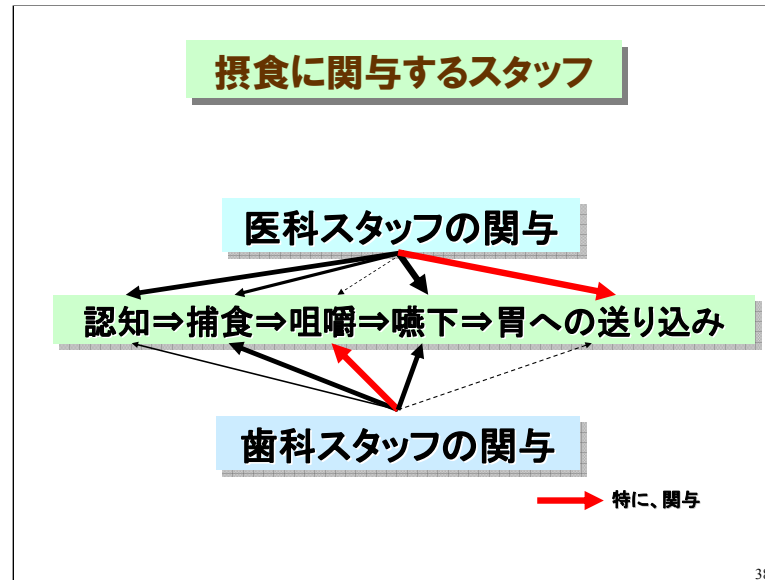 摂食に関与するスタッフ
医科スタッフの関与
認知⇒捕食⇒咀嚼⇒嚥下⇒胃への送り込み
歯科スタッフの関与
特に、関与
38